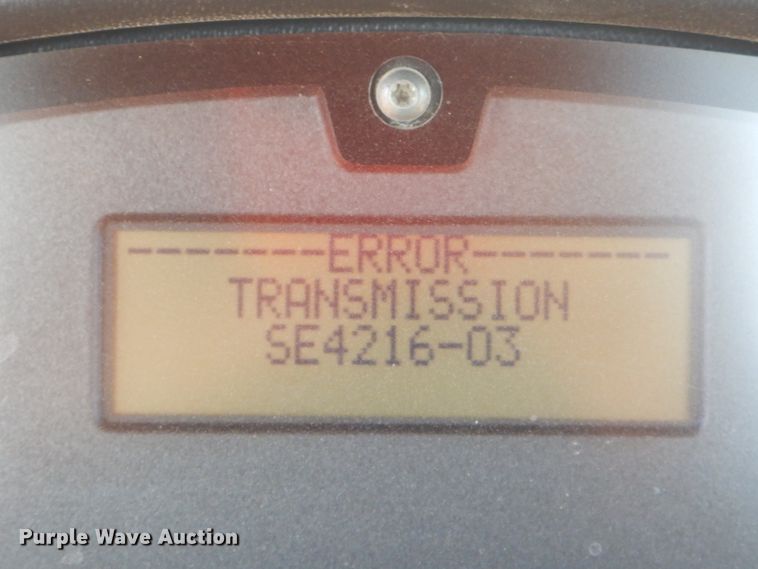 -------ERROR-------
TRANSMISSION
SE4216-03
Purple Wave Auction